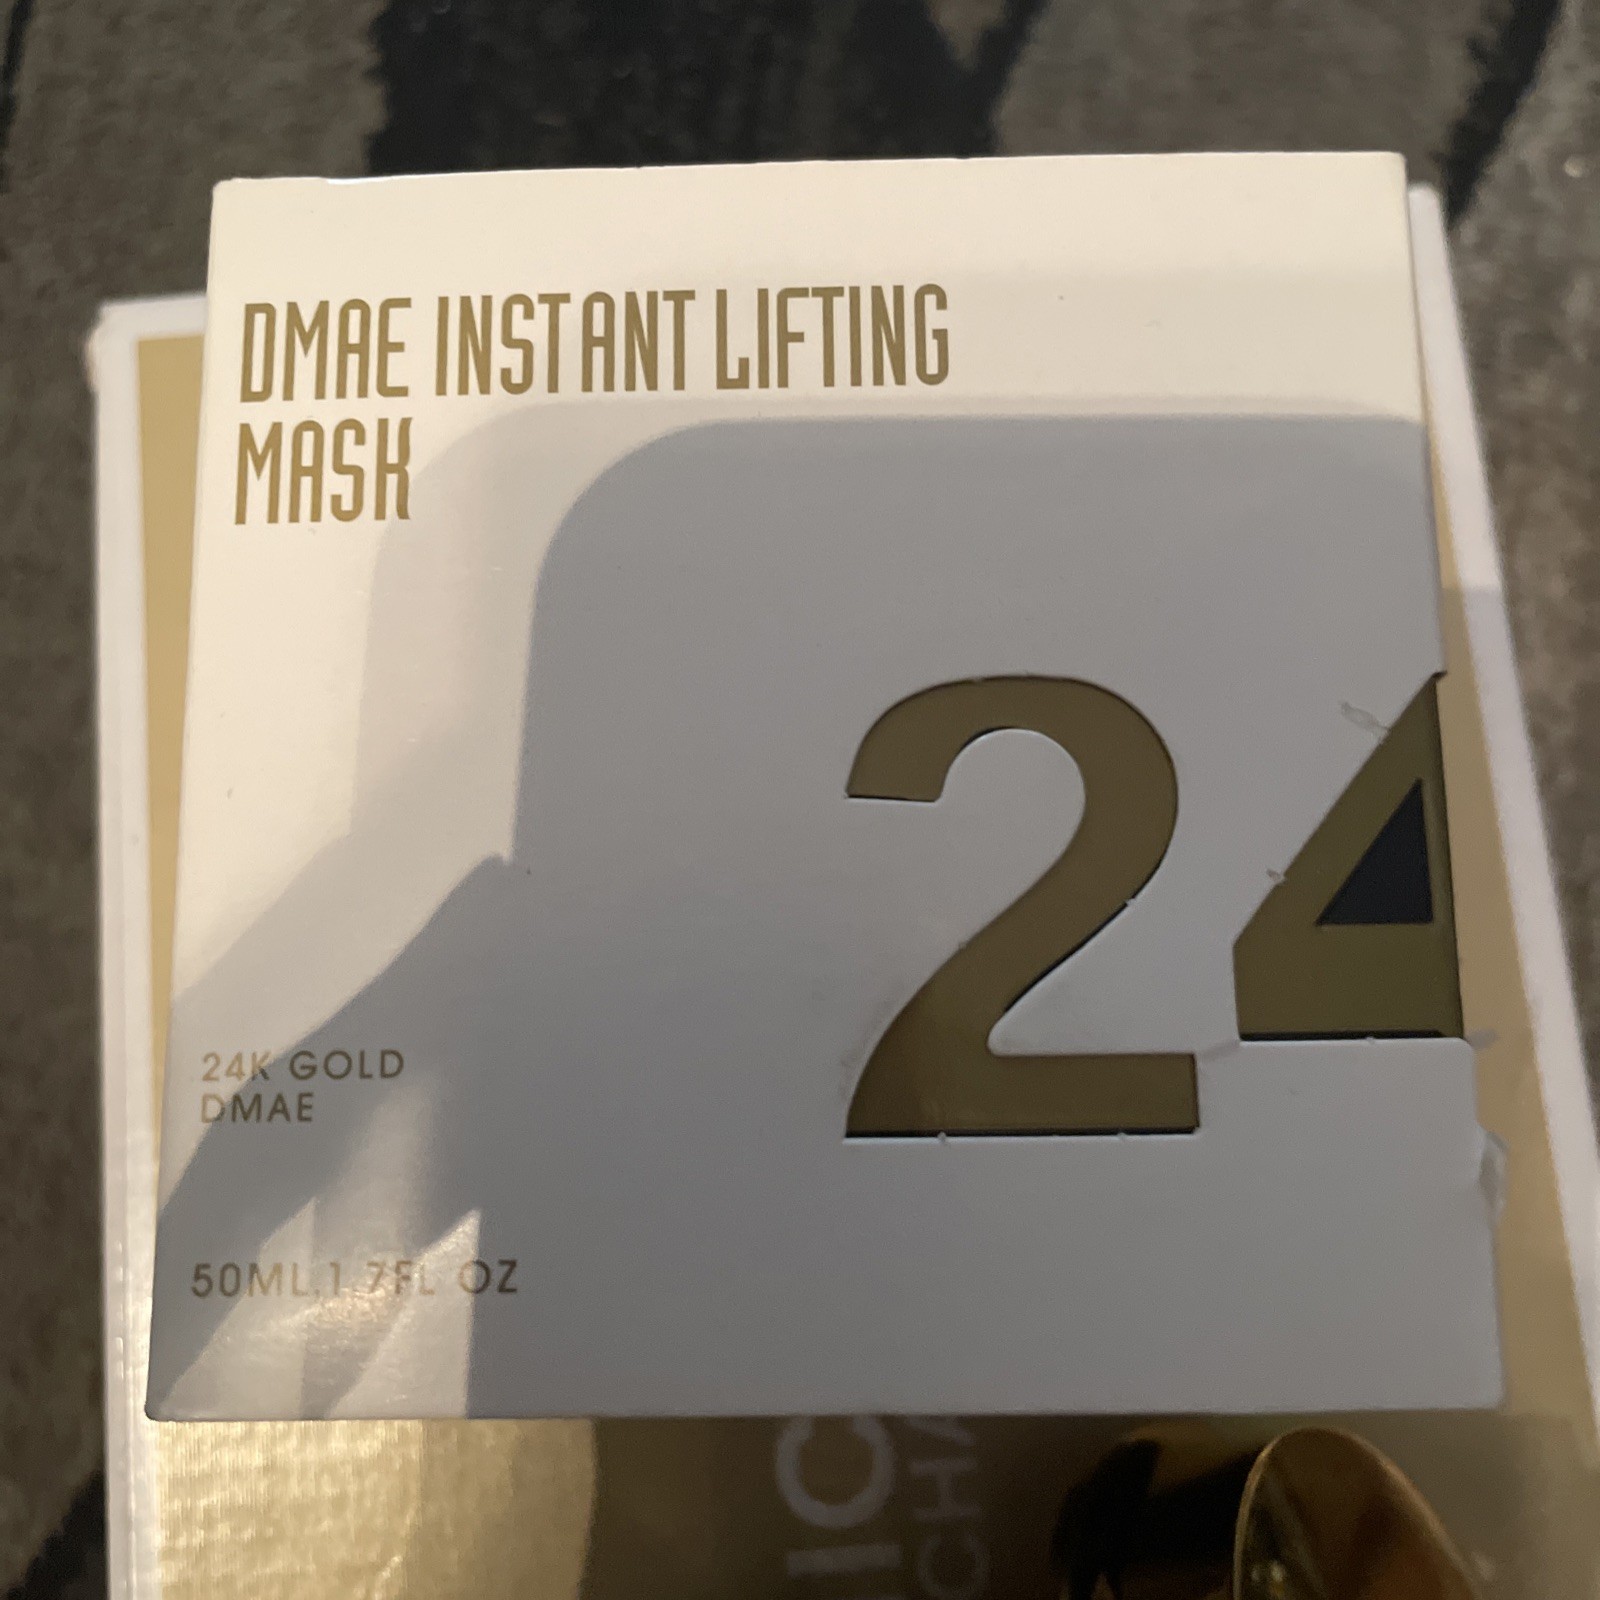 DMAE INSTANT LIFTING
MASK
24
24K GOLD
DMAE
50ML.1.7FL OZ